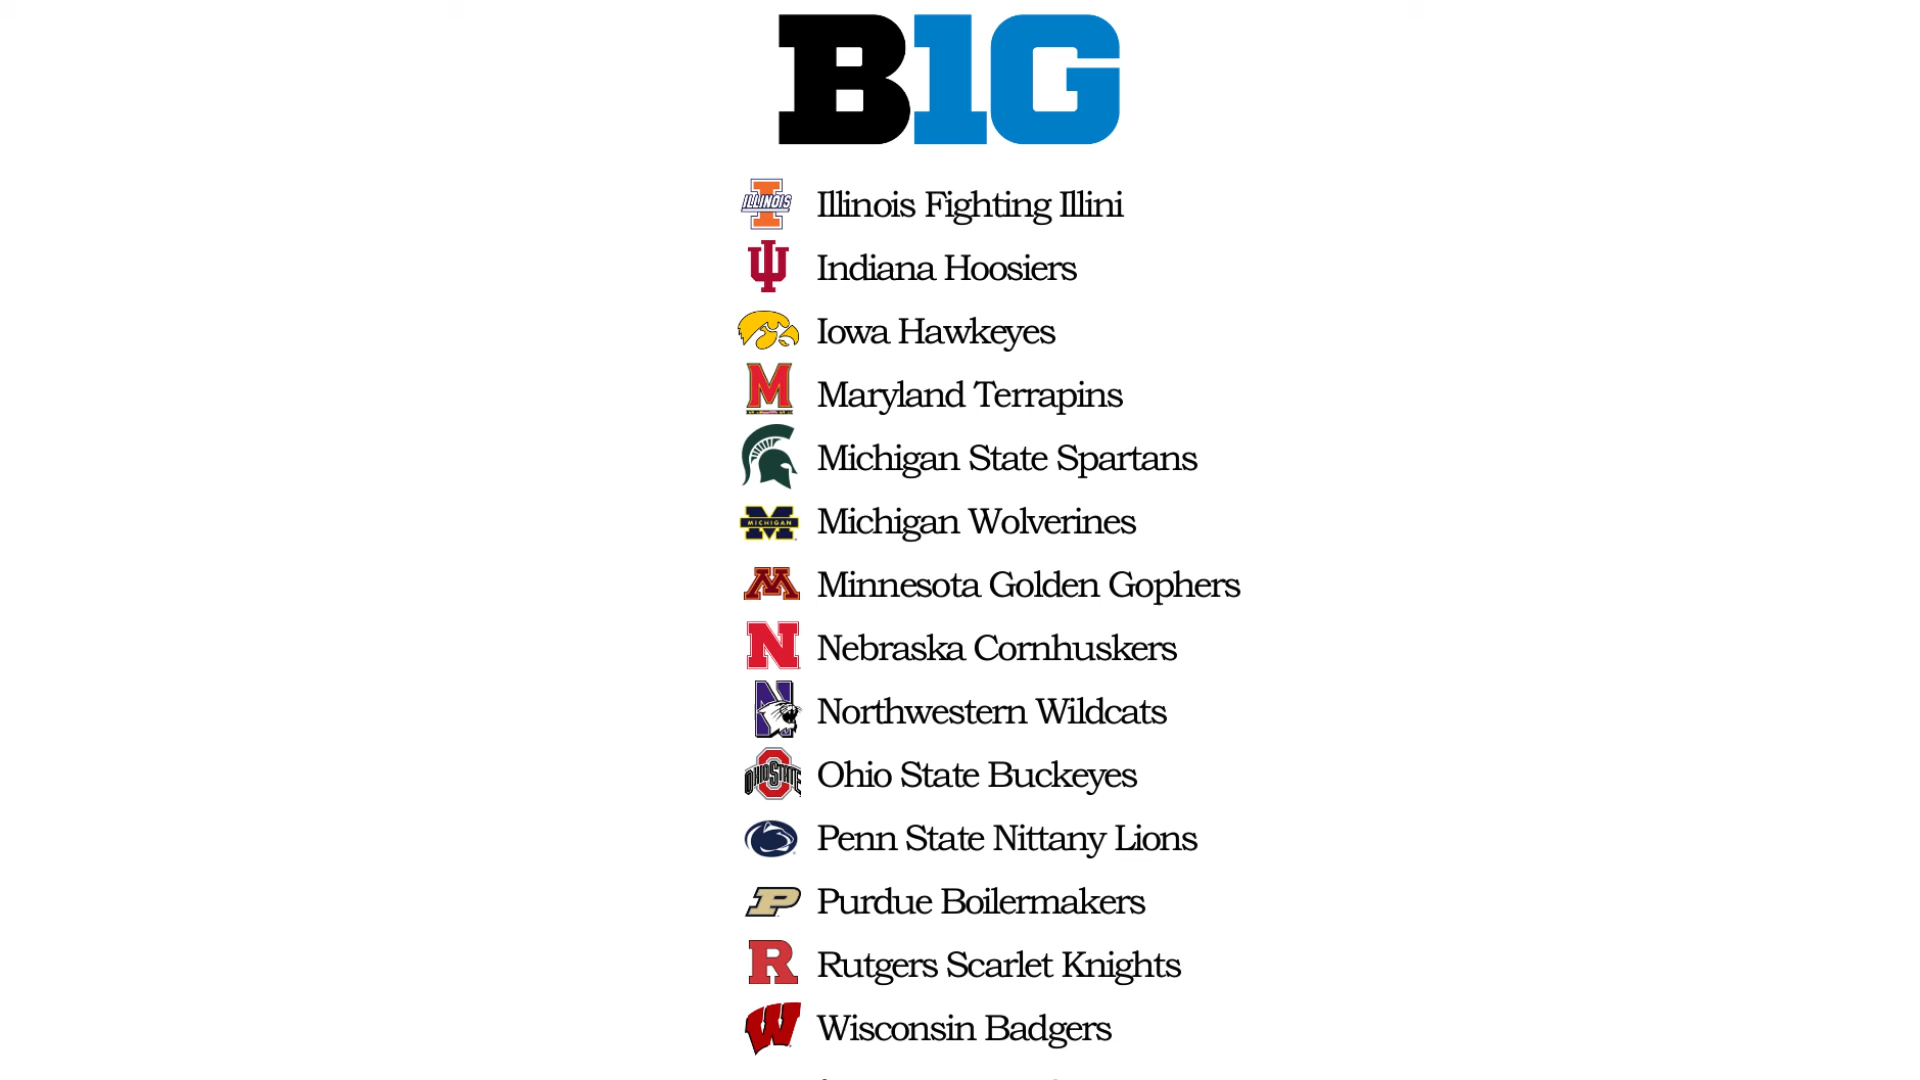 B1G
Illinois Fighting Illini
Indiana Hoosiers
Iowa Hawkeyes
Maryland Terrapins
Michigan State Spartans
Michigan Wolverines
Minnesota Golden Gophers
Nebraska Cornhuskers
Northwestern Wildcats
Ohio State Buckeyes
Penn State Nittany Lions
Purdue Boilermakers
Rutgers Scarlet Knights
Wisconsin Badgers